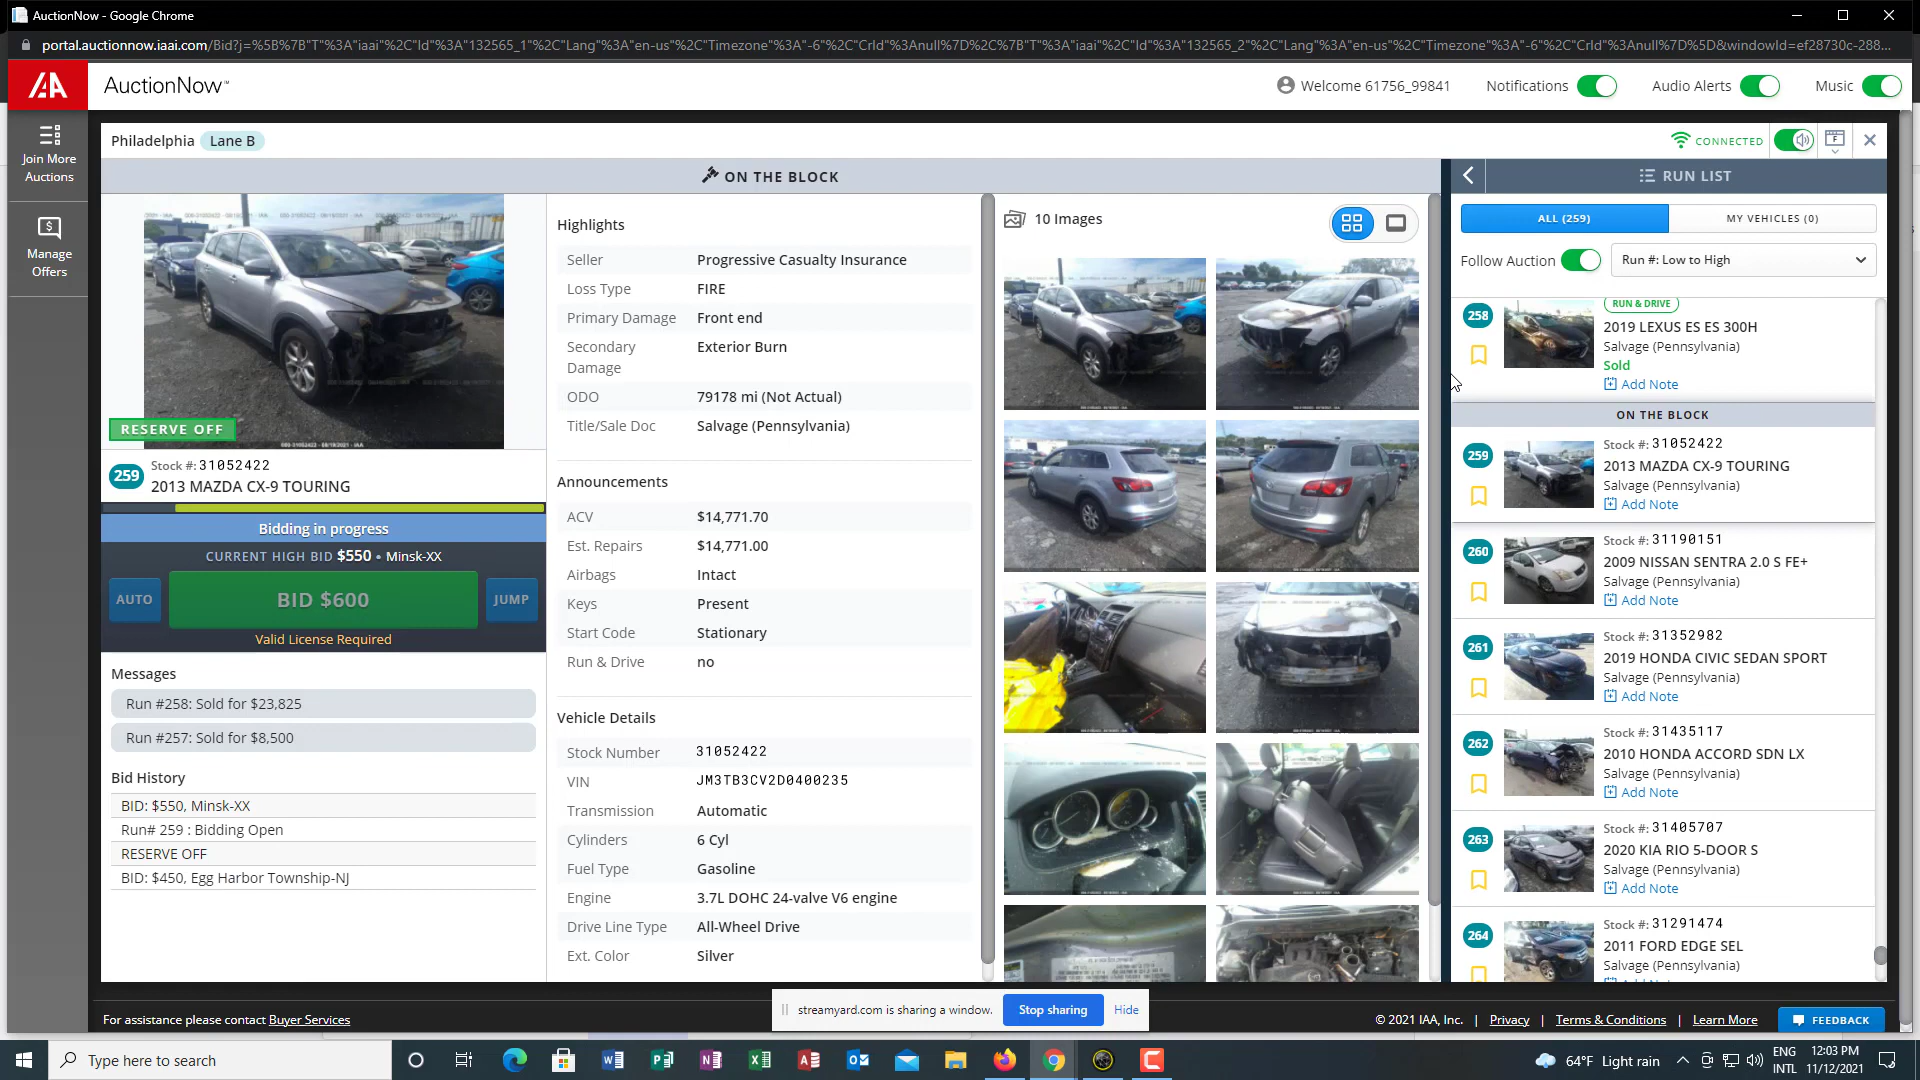 AuctionNow - Google Chrome
portal.auctionnow.iaai.com/Bid?j=%5B%7B"T"%3A"iaai"%2C"Id"%3A"132565_1"%2C"Lang"%3A"en-us"%2C"Timezone"%3A"-6"%2C"CrId"%3Anull%7D%2C%7B"T"%3A"iaai"%2C"Id"%3A"132565_2"%2C"Lang"%3A"en-us"%2C"Timezone"%3A"-6"%2C"CrId"%3Anull%7D%5D&windowId=ef28730c-288...
IAA
AuctionNow™
Welcome 61756_99841
Notifications
Audio Alerts
Music
Join More Auctions
Manage Offers
Philadelphia Lane B
CONNECTED
F
ON THE BLOCK
RESERVE OFF
259
Stock #: 31052422
2013 MAZDA CX-9 TOURING
Bidding in progress
CURRENT HIGH BID $550 • Minsk-XX
AUTO
BID $600
JUMP
Valid License Required
Messages
Run #258: Sold for $23,825
Run #257: Sold for $8,500
Bid History
BID: $550, Minsk-XX
Run# 259 : Bidding Open
RESERVE OFF
BID: $450, Egg Harbor Township-NJ
Highlights
Seller Progressive Casualty Insurance
Loss Type FIRE
Primary Damage Front end
Secondary Damage Exterior Burn
ODO 79178 mi (Not Actual)
Title/Sale Doc Salvage (Pennsylvania)
Announcements
ACV $14,771.70
Est. Repairs $14,771.00
Airbags Intact
Keys Present
Start Code Stationary
Run & Drive no
Vehicle Details
Stock Number 31052422
VIN JM3TB3CV2D0400235
Transmission Automatic
Cylinders 6 Cyl
Fuel Type Gasoline
Engine 3.7L DOHC 24-valve V6 engine
Drive Line Type All-Wheel Drive
Ext. Color Silver
10 Images
RUN LIST
ALL (259)
MY VEHICLES (0)
Follow Auction
Run #: Low to High
258
RUN & DRIVE
2019 LEXUS ES ES 300H
Salvage (Pennsylvania)
Sold
Add Note
ON THE BLOCK
259
Stock #: 31052422
2013 MAZDA CX-9 TOURING
Salvage (Pennsylvania)
Add Note
260
Stock #: 31190151
2009 NISSAN SENTRA 2.0 S FE+
Salvage (Pennsylvania)
Add Note
261
Stock #: 31352982
2019 HONDA CIVIC SEDAN SPORT
Salvage (Pennsylvania)
Add Note
262
Stock #: 31435117
2010 HONDA ACCORD SDN LX
Salvage (Pennsylvania)
Add Note
263
Stock #: 31405707
2020 KIA RIO 5-DOOR S
Salvage (Pennsylvania)
Add Note
264
Stock #: 31291474
2011 FORD EDGE SEL
Salvage (Pennsylvania)
streamyard.com is sharing a window.
Stop sharing
Hide
For assistance please contact Buyer Services
© 2021 IAA, Inc. | Privacy | Terms & Conditions | Learn More
FEEDBACK
Type here to search
64°F Light rain
ENG
INTL
12:03 PM
11/12/2021